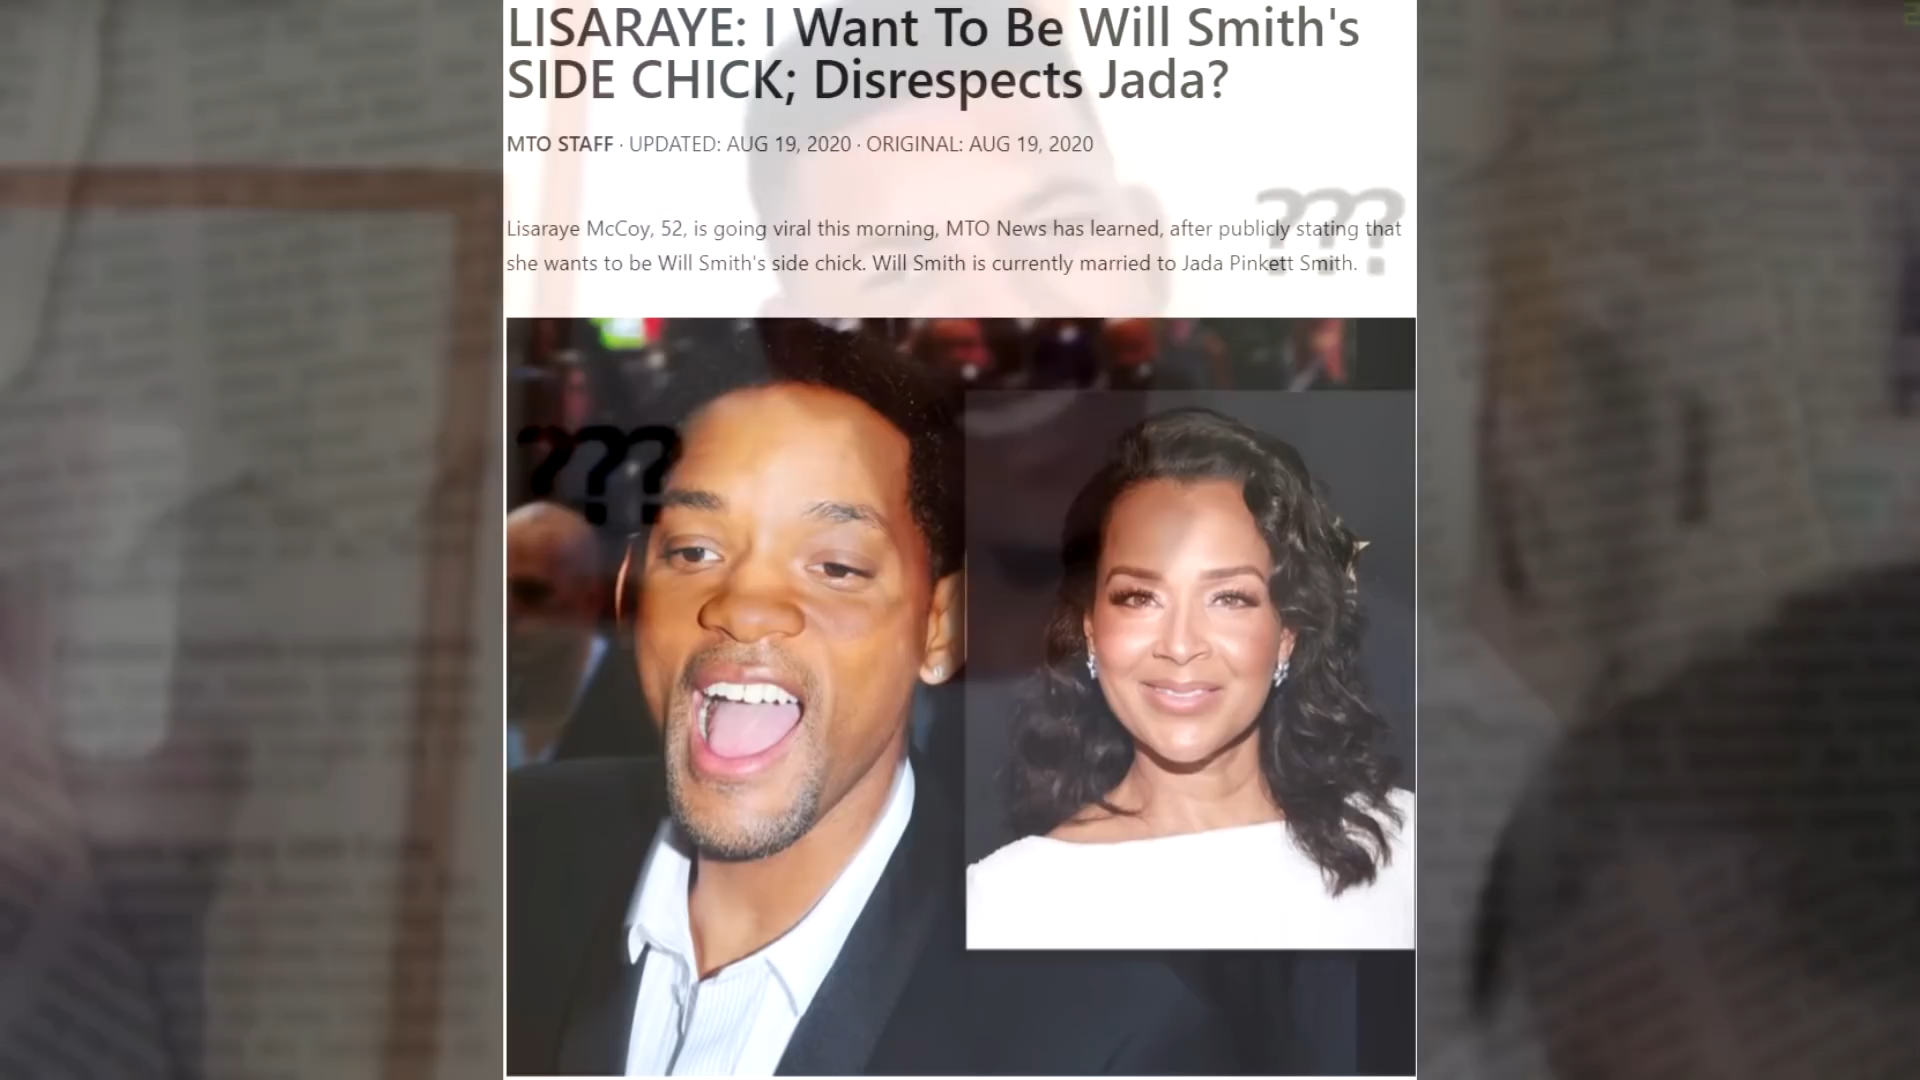 LISARAYE: I Want To Be Will Smith's
SIDE CHICK; Disrespects Jada?
MTO STAFF · UPDATED: AUG 19, 2020 · ORIGINAL: AUG 19, 2020
???
Lisaraye McCoy, 52, is going viral this morning, MTO News has learned, after publicly stating that
she wants to be Will Smith's side chick. Will Smith is currently married to Jada Pinkett Smith.
???